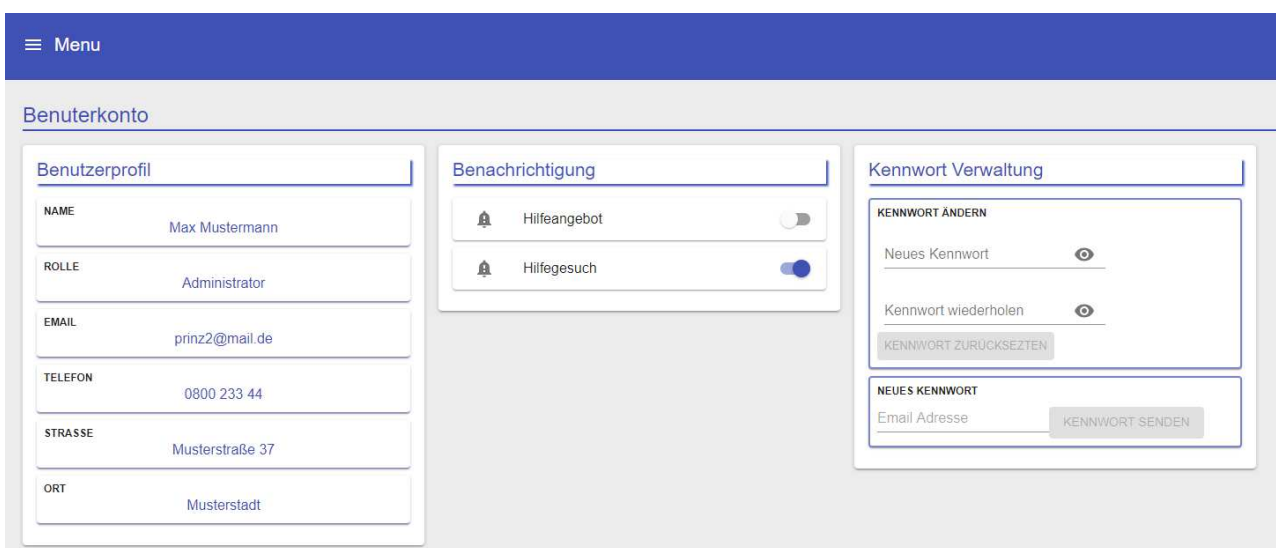 Menu
Benuterkonto
Benutzerprofil
NAME
Max Mustermann
ROLLE
Administrator
EMAIL
prinz2@mail.de
TELEFON
0800 233 44
STRASSE
Musterstraße 37
ORT
Musterstadt
Benachrichtigung
Hilfeangebot
Hilfegesuch
Kennwort Verwaltung
KENNWORT ÄNDERN
Neues Kennwort
Kennwort wiederholen
KENNWORT ZURÜCKSEZTEN
NEUES KENNWORT
Email Adresse KENNWORT SENDEN